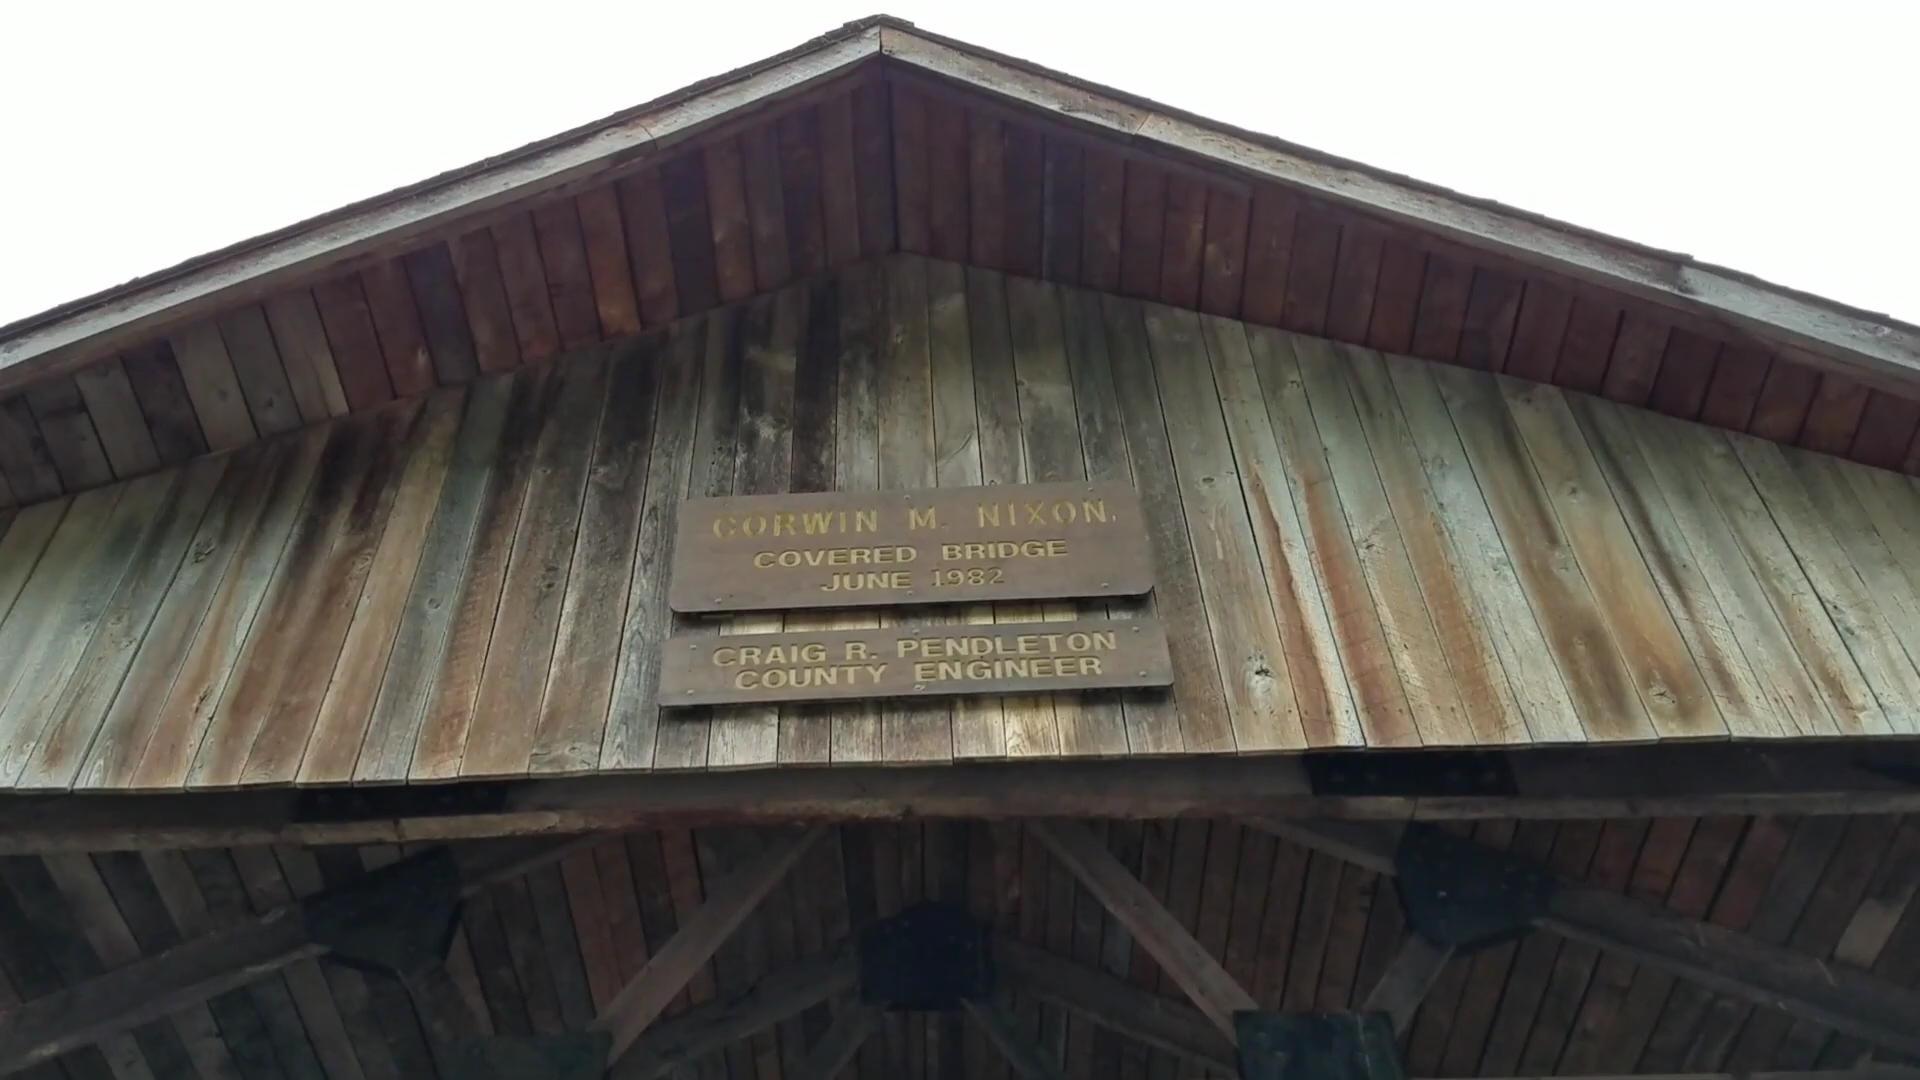 CORWIN M. NIXON.
COVERED BRIDGE
JUNE 1982
CRAIG R. PENDLETON
COUNTY ENGINEER